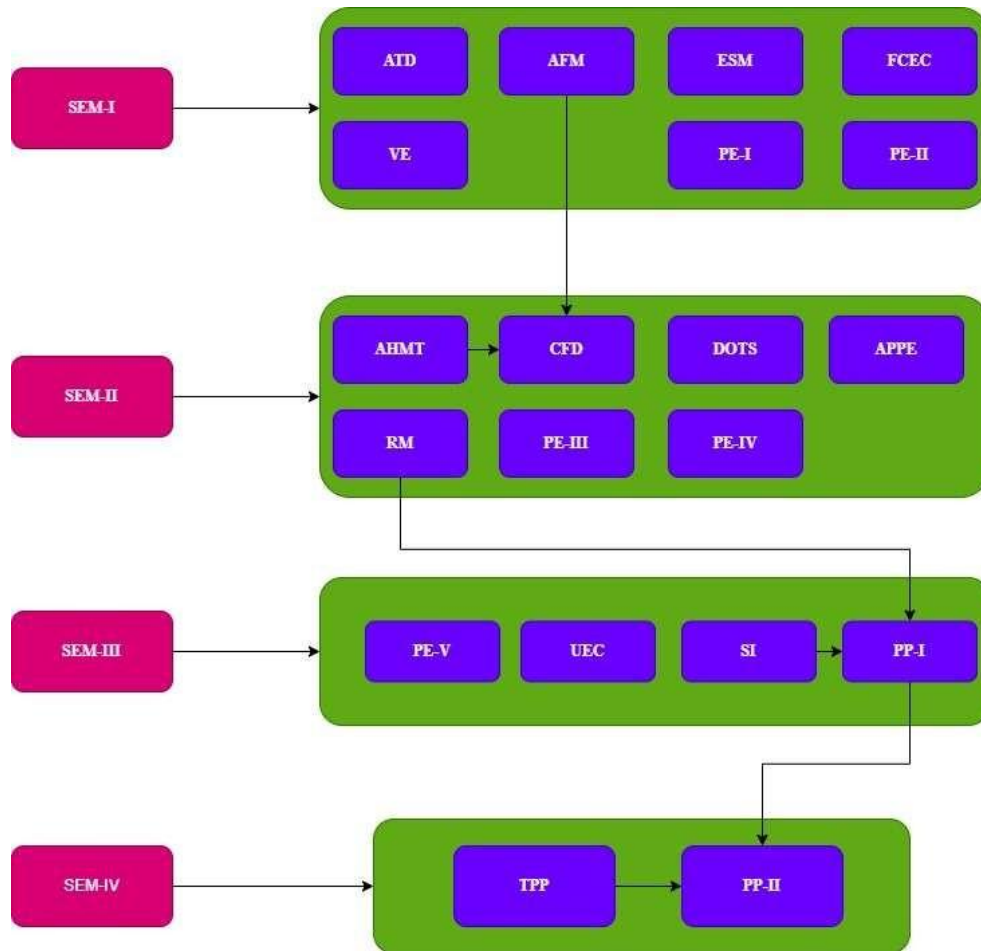 SEM-I
ATD
AFM
ESM
FCEC
VE
PE-I
PE-II
SEM-II
AHMT
CFD
DOTS
APPE
RM
PE-III
PE-IV
SEM-III
PE-V
UEC
SI
PP-I
SEM-IV
TPP
PP-II